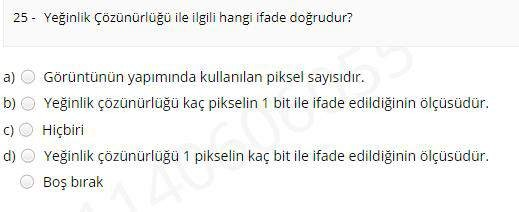 25 - Yeğinlik Çözünürlüğü ile ilgili hangi ifade doğrudur?
a) Görüntünün yapımında kullanılan piksel sayısıdır.
b) Yeğinlik çözünürlüğü kaç pikselin 1 bit ile ifade edildiğinin ölçüsüdür.
c) Hiçbiri
d) Yeğinlik çözünürlüğü 1 pikselin kaç bit ile ifade edildiğinin ölçüsüdür.
Boş bırak